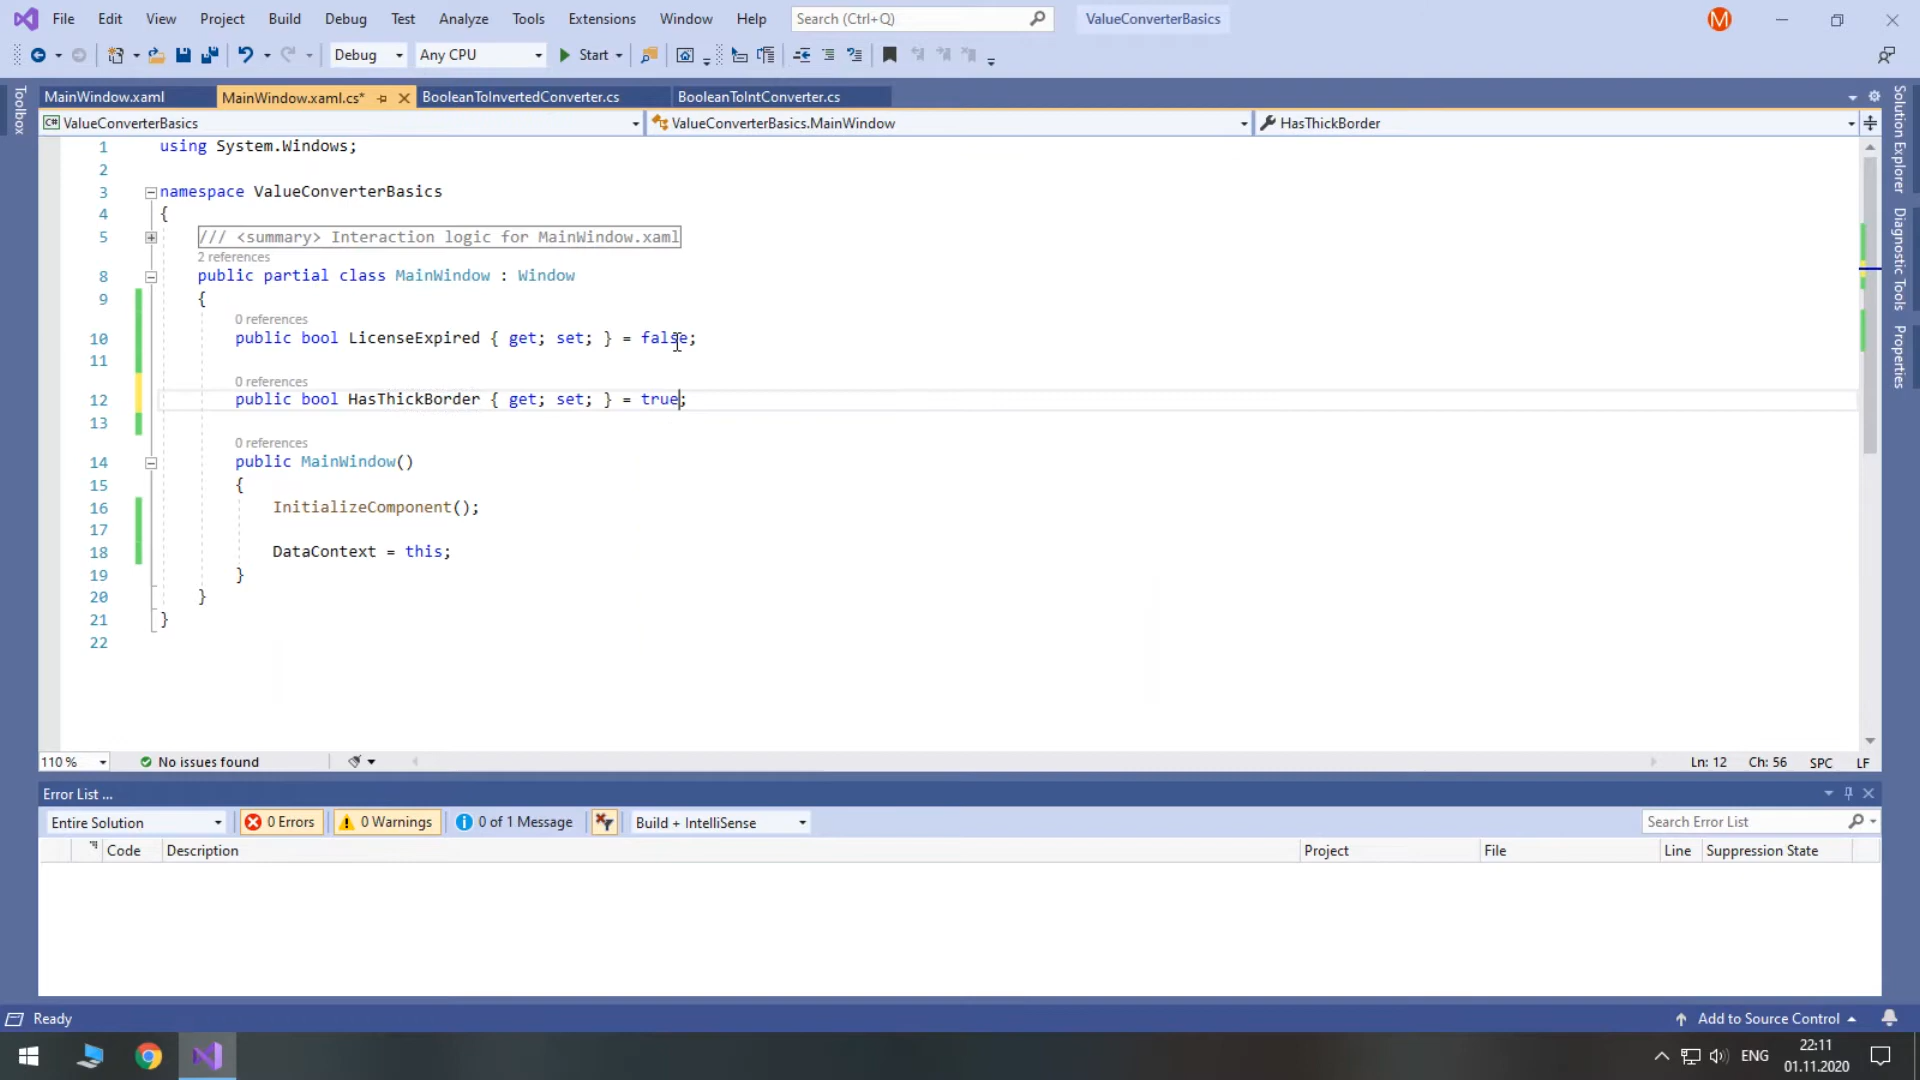 File Edit View Project Build Debug Test Analyze Tools Extensions Window Help Search (Ctrl+Q) ValueConverterBasics M
Debug Any CPU Start
Toolbox
MainWindow.xaml MainWindow.xaml.cs* BooleanToInvertedConverter.cs BooleanToIntConverter.cs
C# ValueConverterBasics ValueConverterBasics.MainWindow HasThickBorder
1 using System.Windows;
2
3 namespace ValueConverterBasics
4 {
5 /// <summary> Interaction logic for MainWindow.xaml
2 references
8 public partial class MainWindow : Window
9 {
0 references
10 public bool LicenseExpired { get; set; } = false;
11
0 references
12 public bool HasThickBorder { get; set; } = true;
13
0 references
14 public MainWindow()
15 {
16 InitializeComponent();
17
18 DataContext = this;
19 }
20 }
21 }
22
Solution Explorer
Diagnostic Tools
Properties
110 % No issues found Ln: 12 Ch: 56 SPC LF
Error List ...
Entire Solution 0 Errors 0 Warnings 0 of 1 Message Build + IntelliSense Search Error List
Code Description Project File Line Suppression State
Ready Add to Source Control
ENG 22:11
01.11.2020